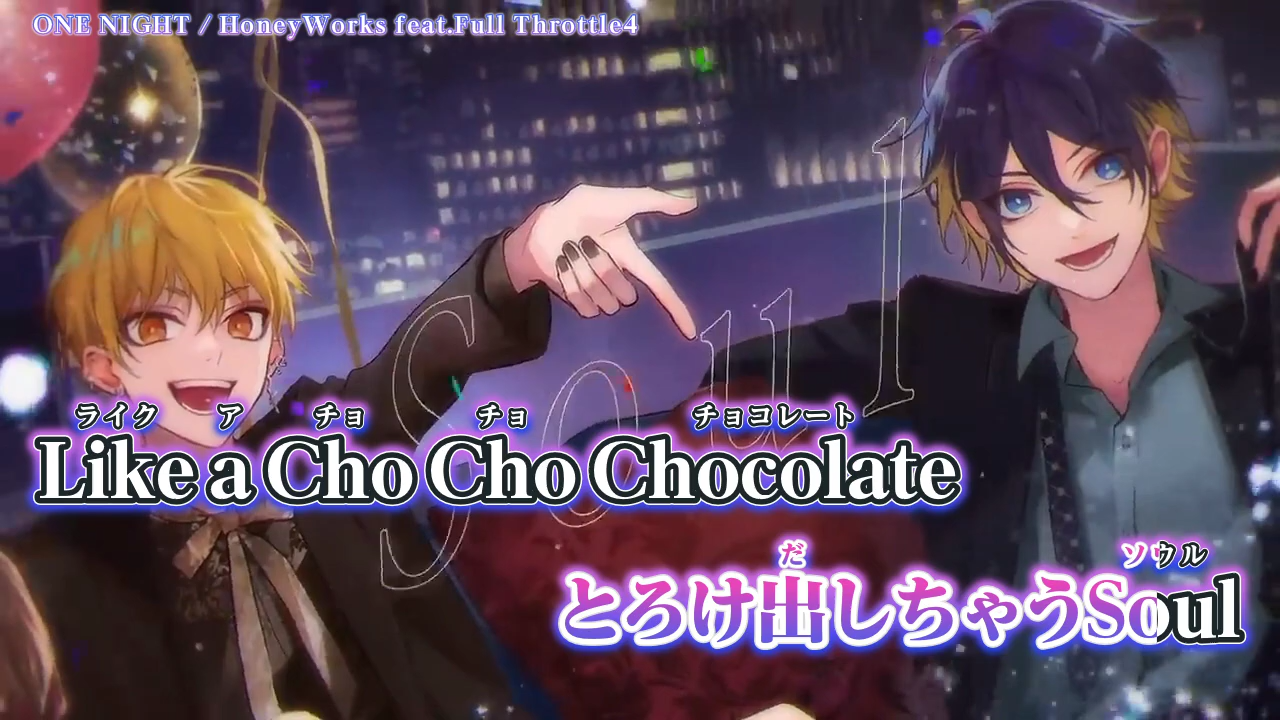 ONE NIGHT / HoneyWorks feat.Full Throttle4
Soul
ライク ア チョ チョ チョコレート
Like a Cho Cho Chocolate
だ ソウル
とろけ出しちゃうSoul